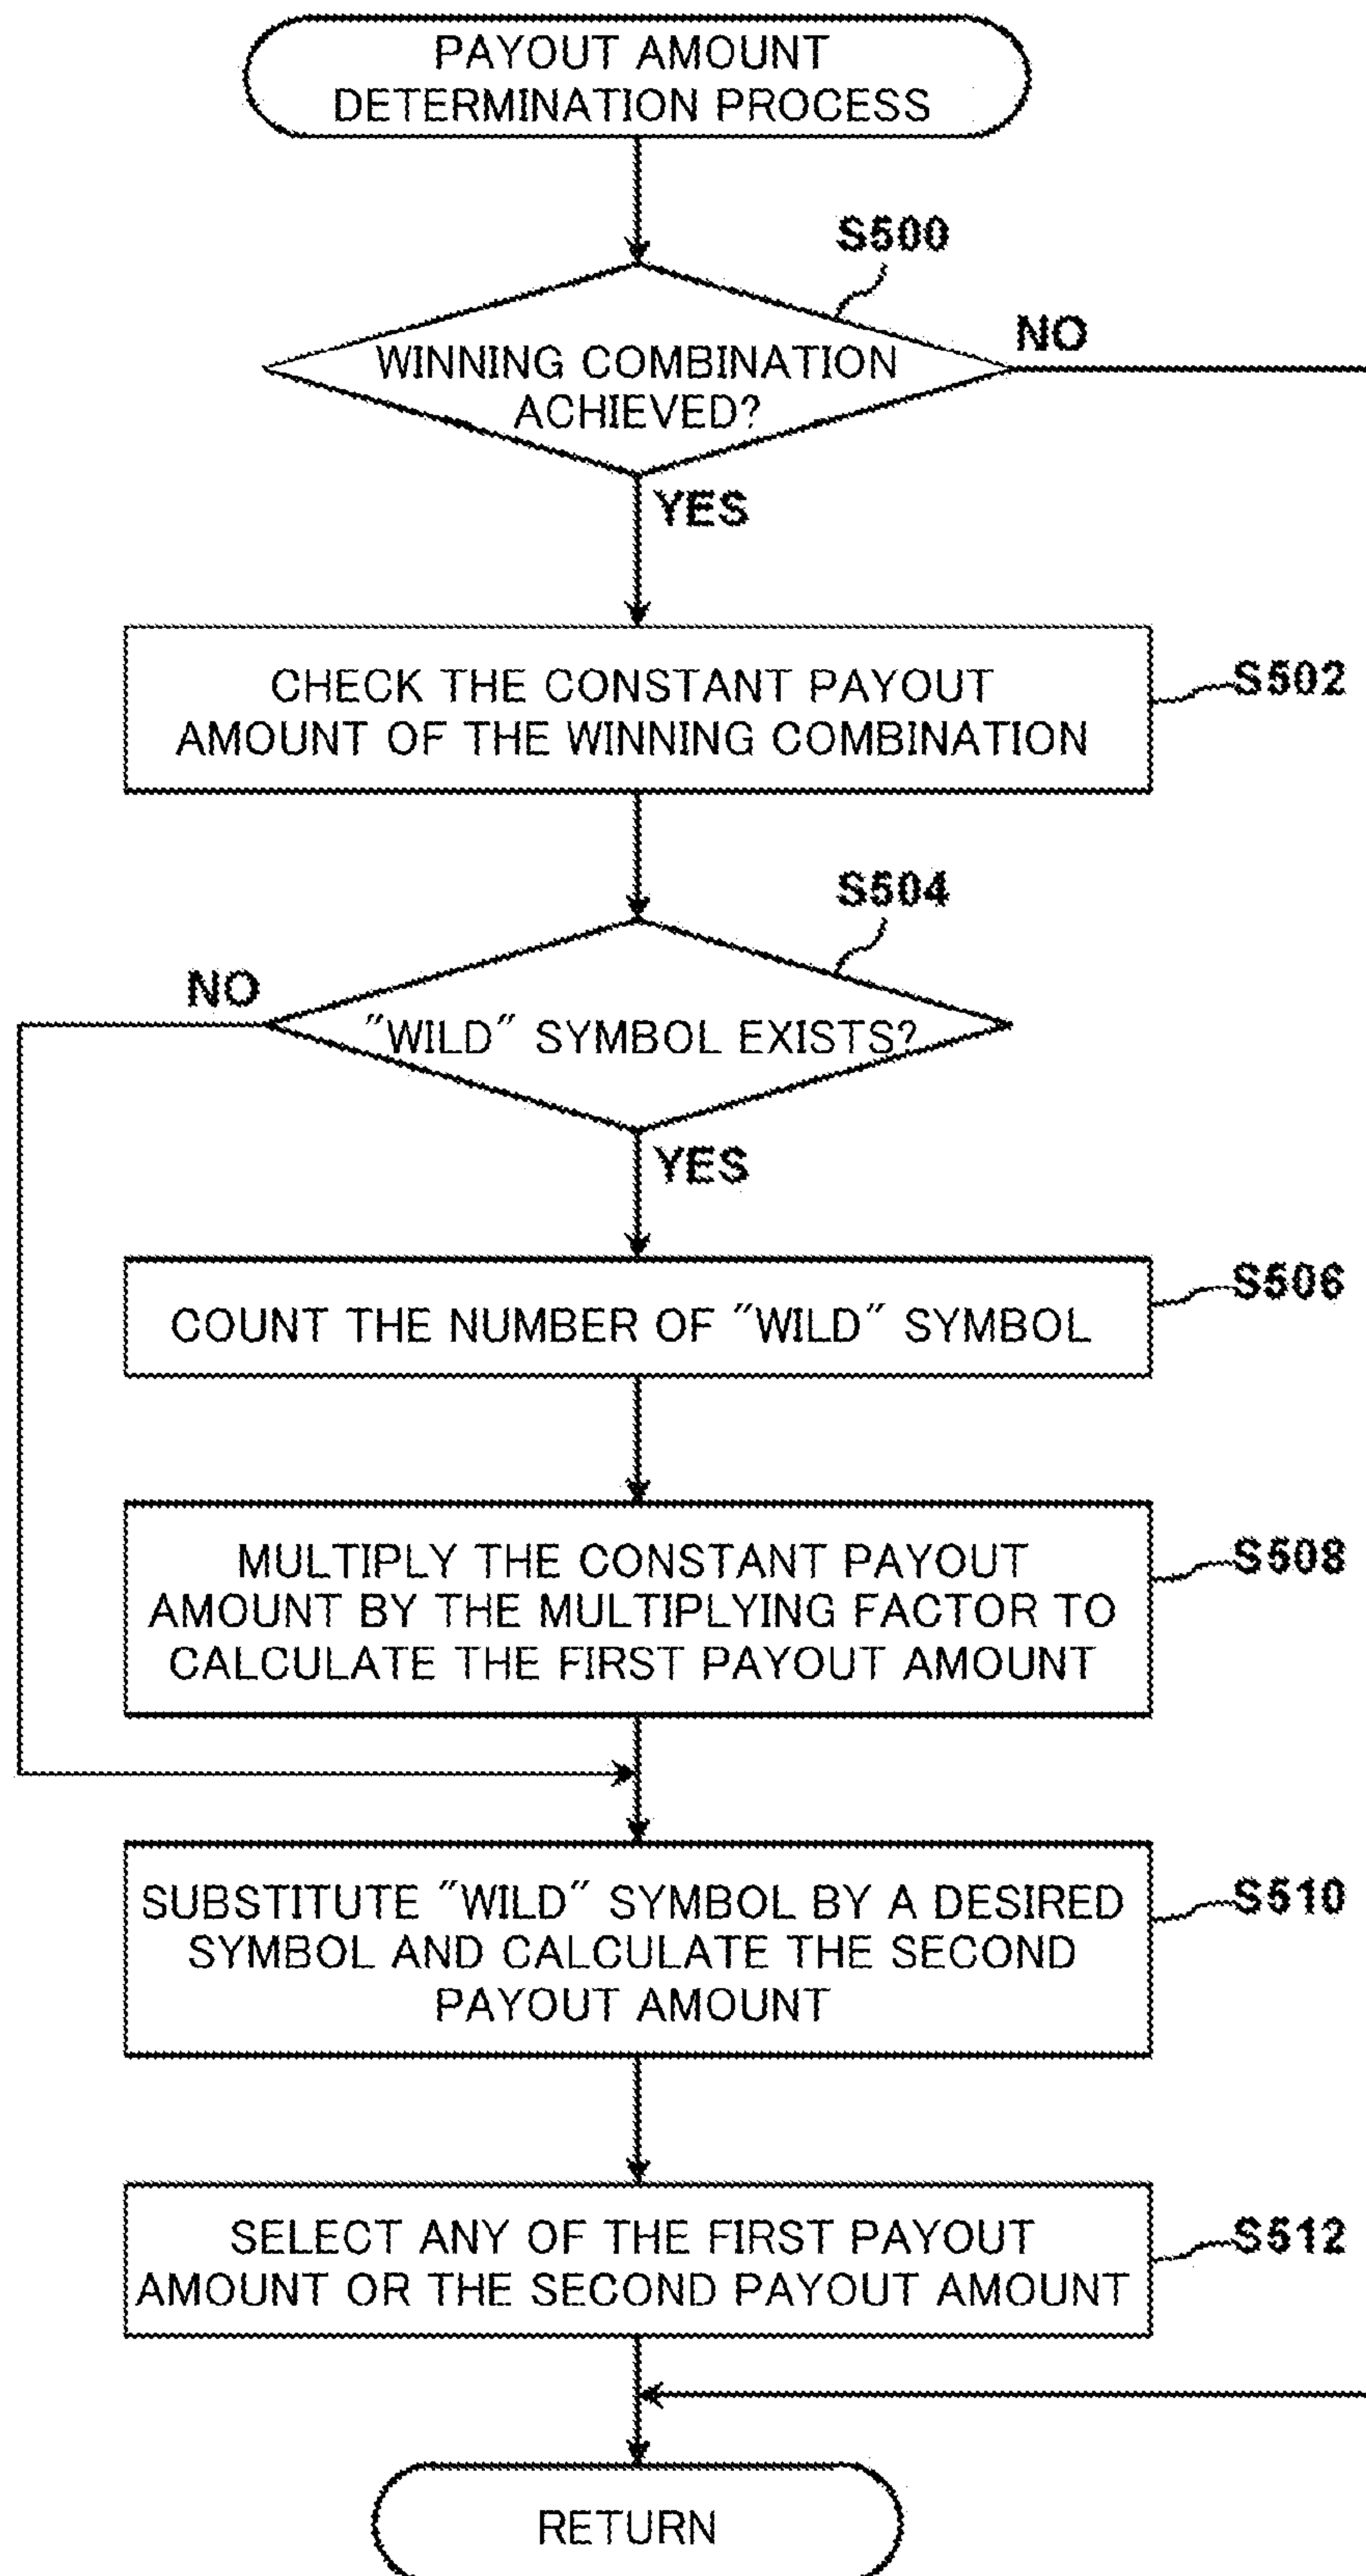 PAYOUT AMOUNT
DETERMINATION PROCESS
S500
NO
WINNING COMBINATION
ACHIEVED?
YES
CHECK THE CONSTANT PAYOUT
AMOUNT OF THE WINNING COMBINATION
S502
S504
NO
"WILD" SYMBOL EXISTS?
YES
COUNT THE NUMBER OF "WILD" SYMBOL
S506
MULTIPLY THE CONSTANT PAYOUT
AMOUNT BY THE MULTIPLYING FACTOR TO
CALCULATE THE FIRST PAYOUT AMOUNT
S508
SUBSTITUTE "WILD" SYMBOL BY A DESIRED
SYMBOL AND CALCULATE THE SECOND
PAYOUT AMOUNT
S510
SELECT ANY OF THE FIRST PAYOUT
AMOUNT OR THE SECOND PAYOUT AMOUNT
S512
RETURN